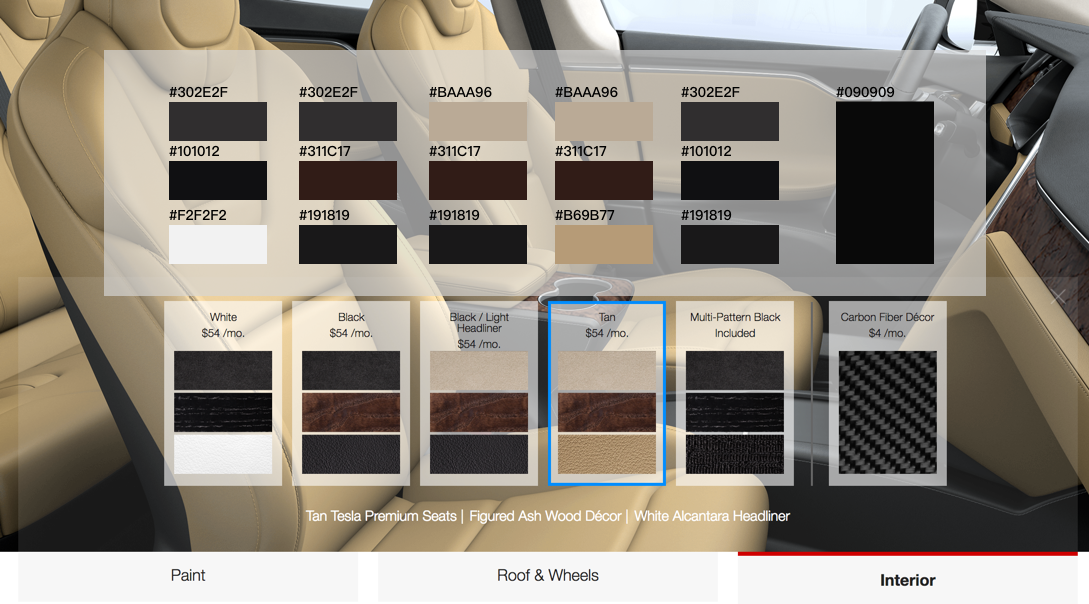 #302E2F #302E2F #BAAA96 #BAAA96 #302E2F #090909
#101012 #311C17 #311C17 #311C17 #101012
#F2F2F2 #191819 #191819 #B69B77 #191819
White
$54 /mo.
Black
$54 /mo.
Black / Light
Headliner
$54 /mo.
Tan
$54 /mo.
Multi-Pattern Black
Included
Carbon Fiber Décor
$4 /mo.
Tan Tesla Premium Seats | Figured Ash Wood Décor | White Alcantara Headliner
Paint Roof & Wheels Interior